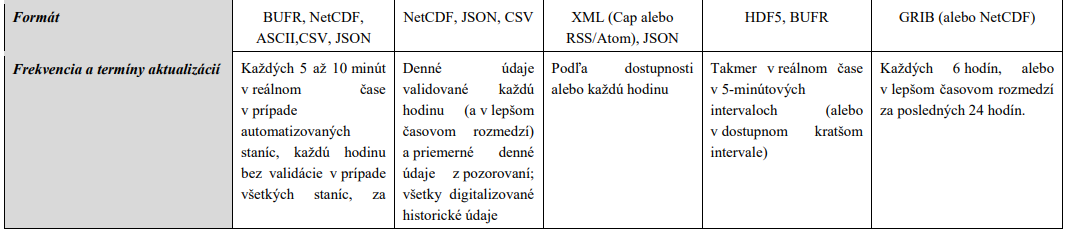 Formát
BUFR, NetCDF,
ASCII,CSV, JSON
NetCDF, JSON, CSV
XML (Cap alebo
RSS/Atom), JSON
HDF5, BUFR
GRIB (alebo NetCDF)
Frekvencia a termíny aktualizácií
Každých 5 až 10 minút
v reálnom čase
v prípade
automatizovaných
staníc, každú hodinu
bez validácie v prípade
všetkých staníc, za
Denné údaje
validované každú
hodinu (a v lepšom
časovom rozmedzí)
a priemerné denné
údaje z pozorovaní;
všetky digitalizované
historické údaje
Podľa dostupnosti
alebo každú hodinu
Takmer v reálnom čase
v 5-minútových
intervaloch (alebo
v dostupnom kratšom
intervale)
Každých 6 hodín, alebo
v lepšom časovom rozmedzí
za posledných 24 hodín.